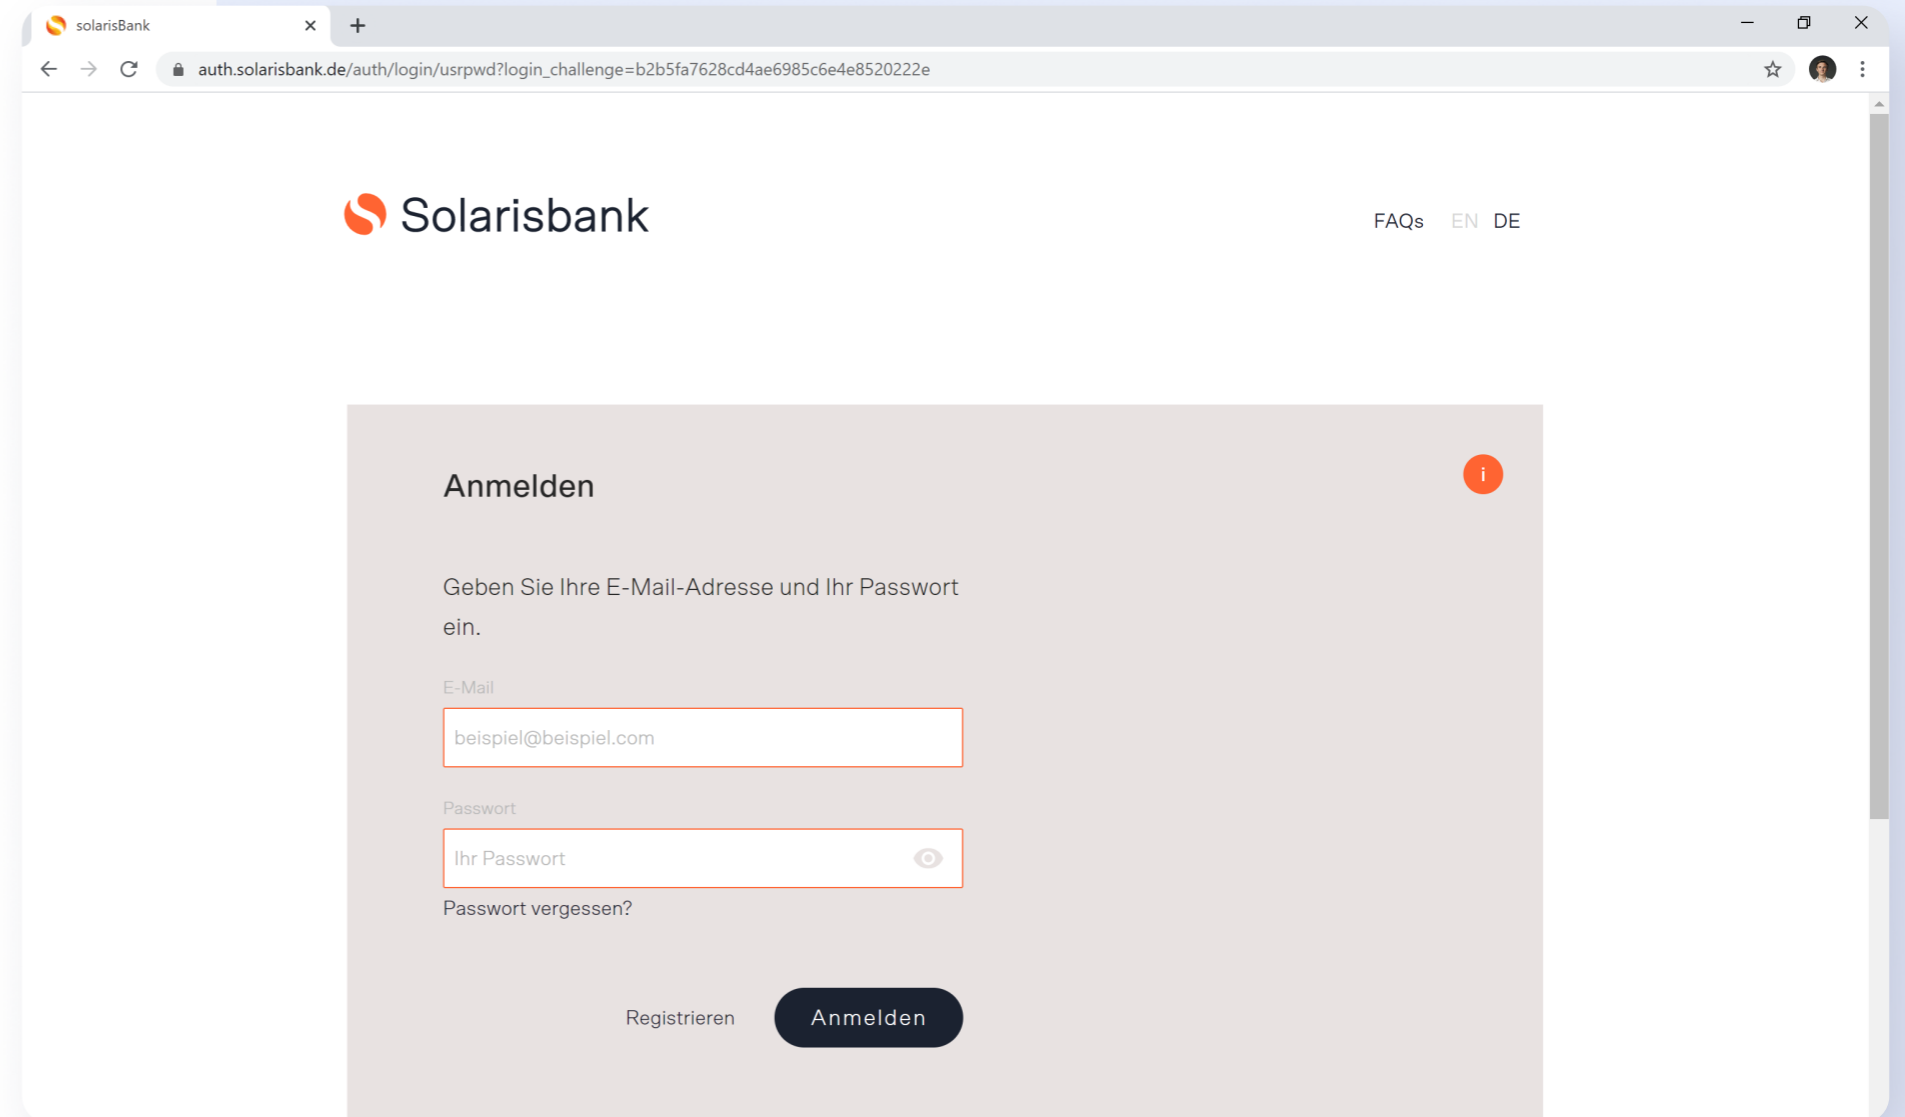 solarisBank
auth.solarisbank.de/auth/login/usrpwd?login_challenge=b2b5fa7628cd4ae6985c6e4e8520222e
Solarisbank
FAQs EN DE
Anmelden
i
Geben Sie Ihre E-Mail-Adresse und Ihr Passwort
ein.
E-Mail
beispiel@beispiel.com
Passwort
Ihr Passwort
Passwort vergessen?
Registrieren Anmelden